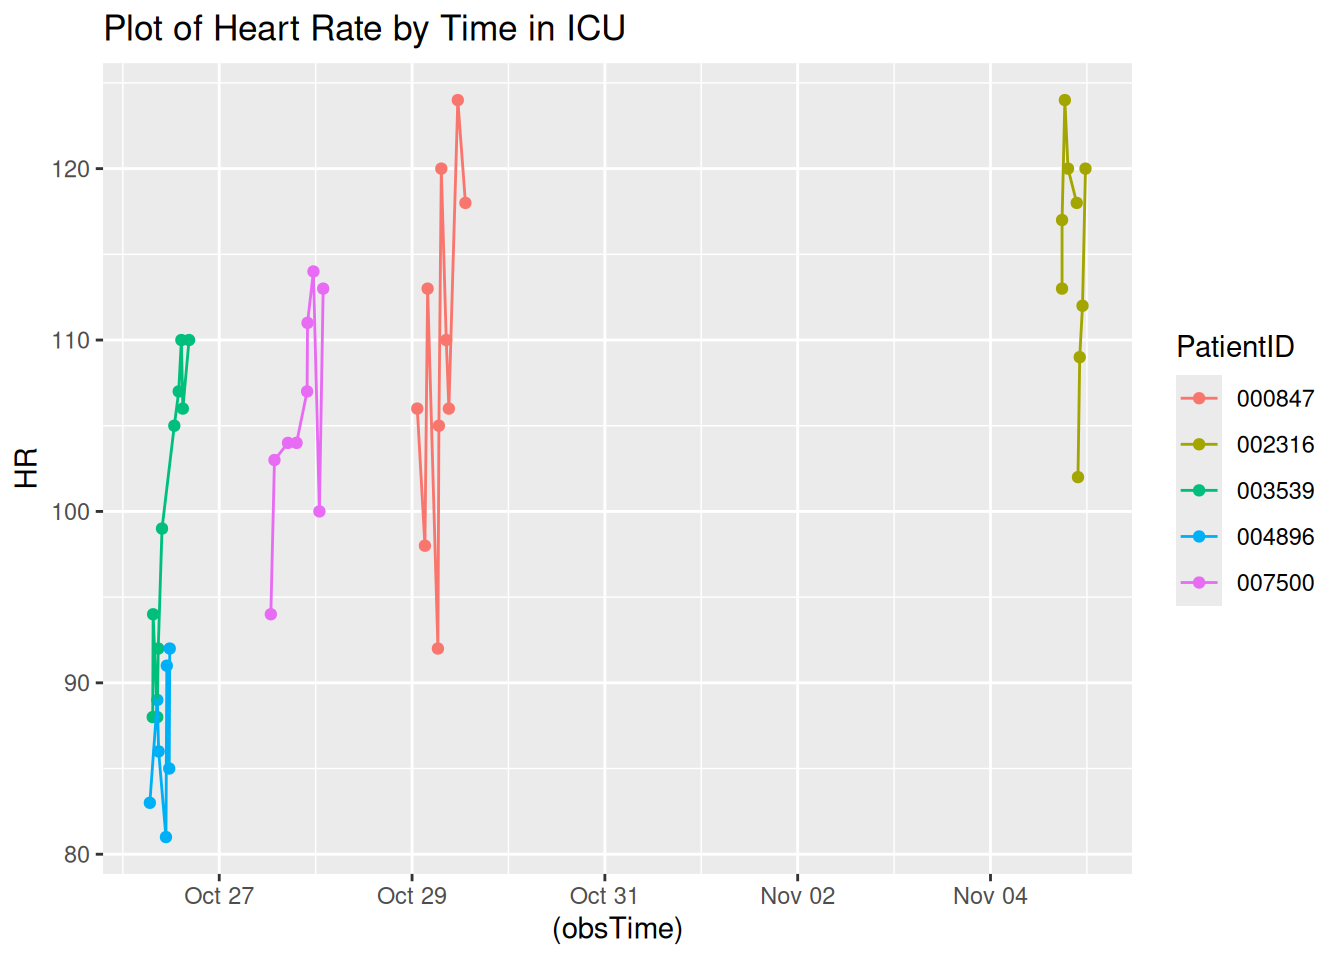 Plot of Heart Rate by Time in ICU
120
110
100
90
80
HR
Oct 27 Oct 29 Oct 31 Nov 02 Nov 04
(obsTime)
PatientID
000847
002316
003539
004896
007500